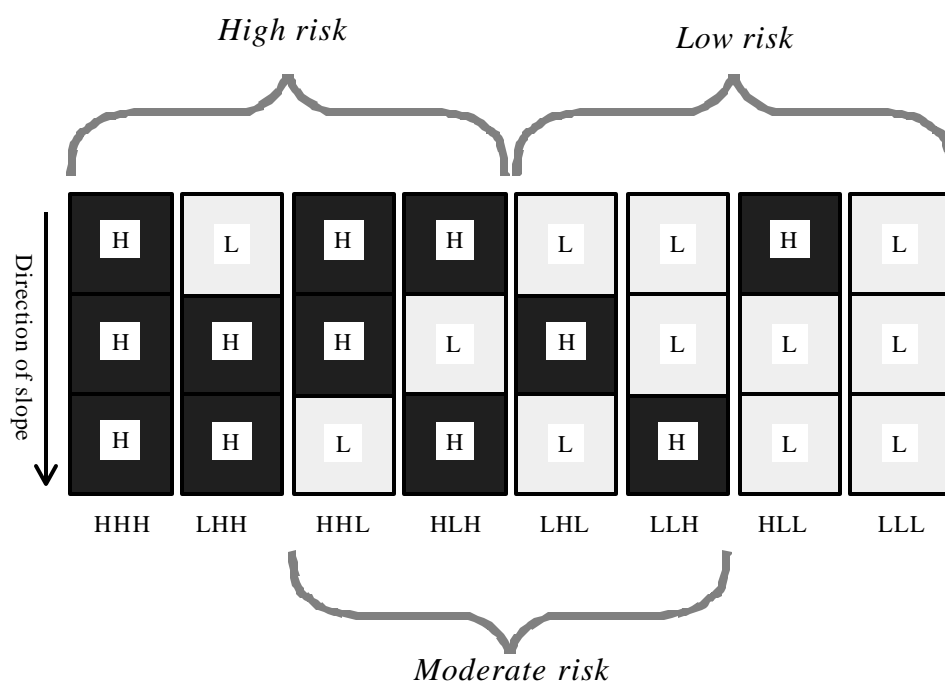 High risk
Low risk
Direction of slope
H L H H L L H L
H H H L H L L L
H H L H L H L L
HHH LHH HHL HLH LHL LLH HLL LLL
Moderate risk